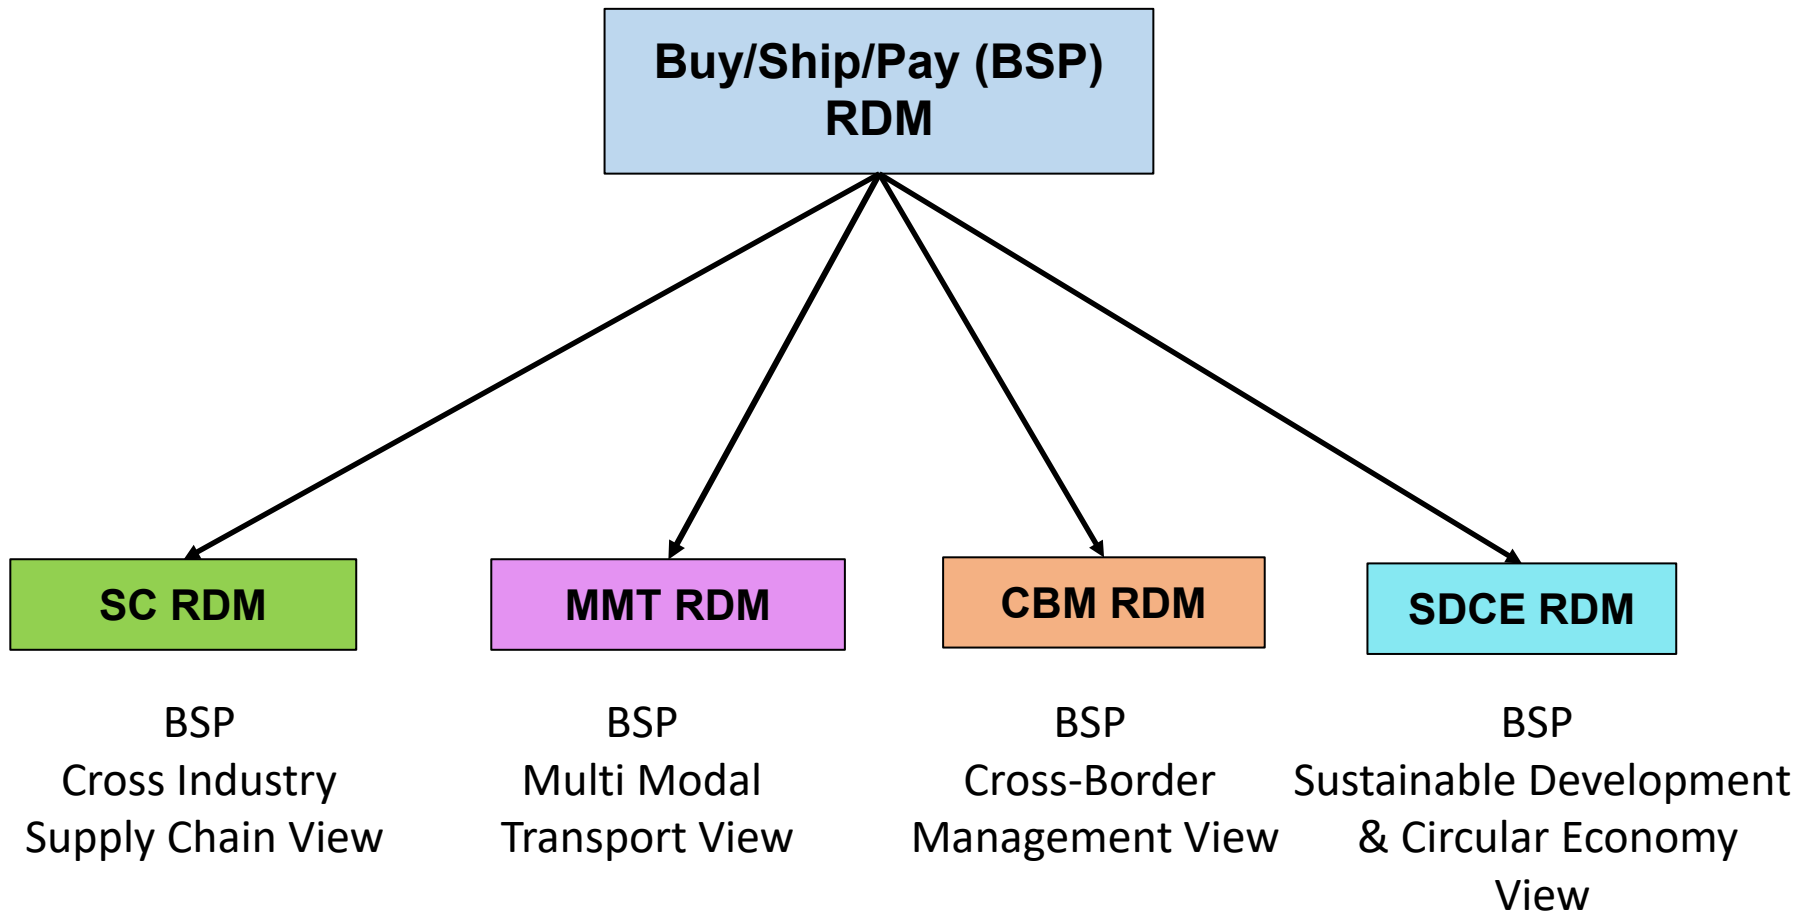 Buy/Ship/Pay (BSP)
RDM
SC RDM
MMT RDM
CBM RDM
SDCE RDM
BSP
Cross Industry
Supply Chain View
BSP
Multi Modal
Transport View
BSP
Cross-Border
Management View
BSP
Sustainable Development
& Circular Economy
View